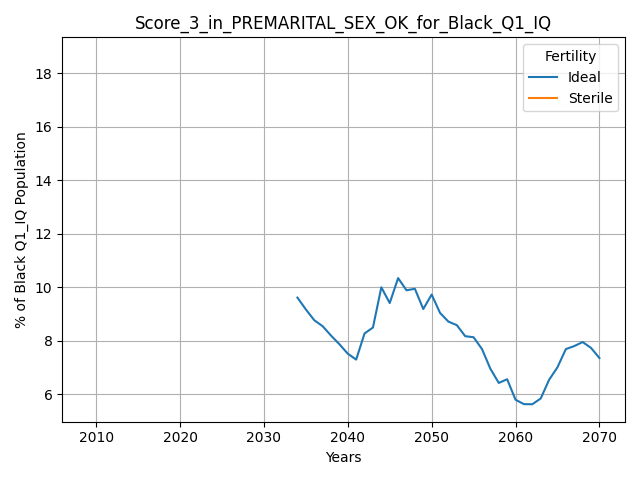 Score_3_in_PREMARITAL_SEX_OK_for_Black_Q1_IQ
Fertility
Ideal
Sterile
% of Black Q1_IQ Population
18
16
14
12
10
8
6
2010 2020 2030 2040 2050 2060 2070
Years